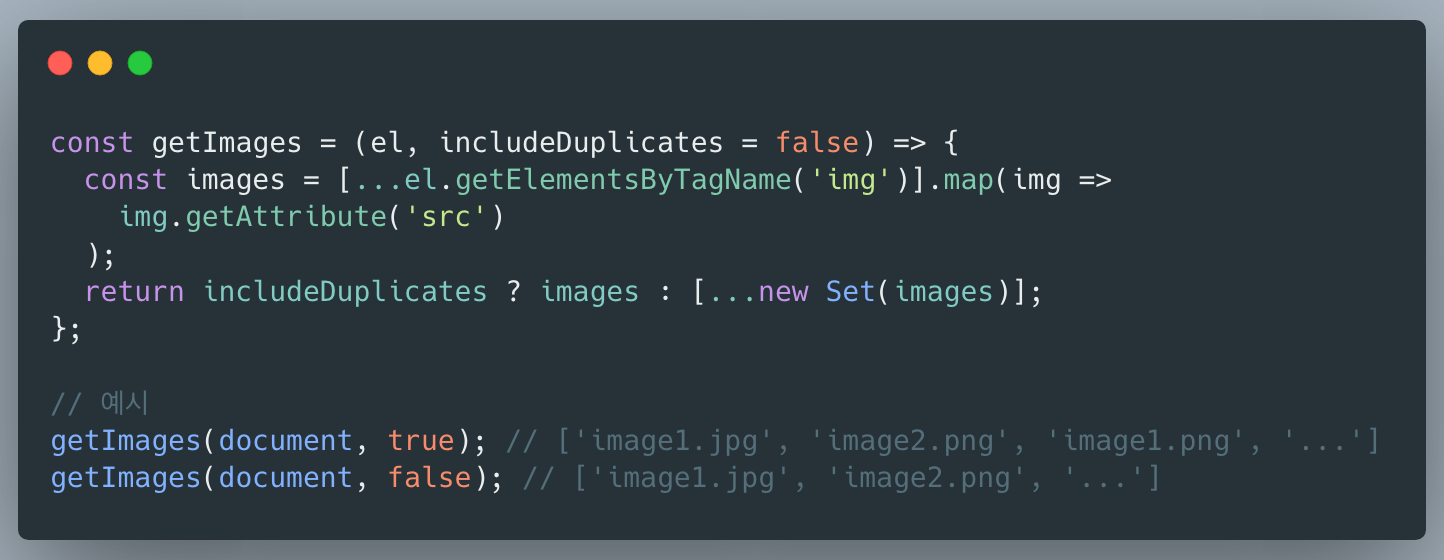 const getImages = (el, includeDuplicates = false) => {
  const images = [...el.getElementsByTagName('img')].map(img =>
    img.getAttribute('src')
  );
  return includeDuplicates ? images : [...new Set(images)];
};
// 예시
getImages(document, true); // ['image1.jpg', 'image2.png', 'image1.png', '...']
getImages(document, false); // ['image1.jpg', 'image2.png', '...']